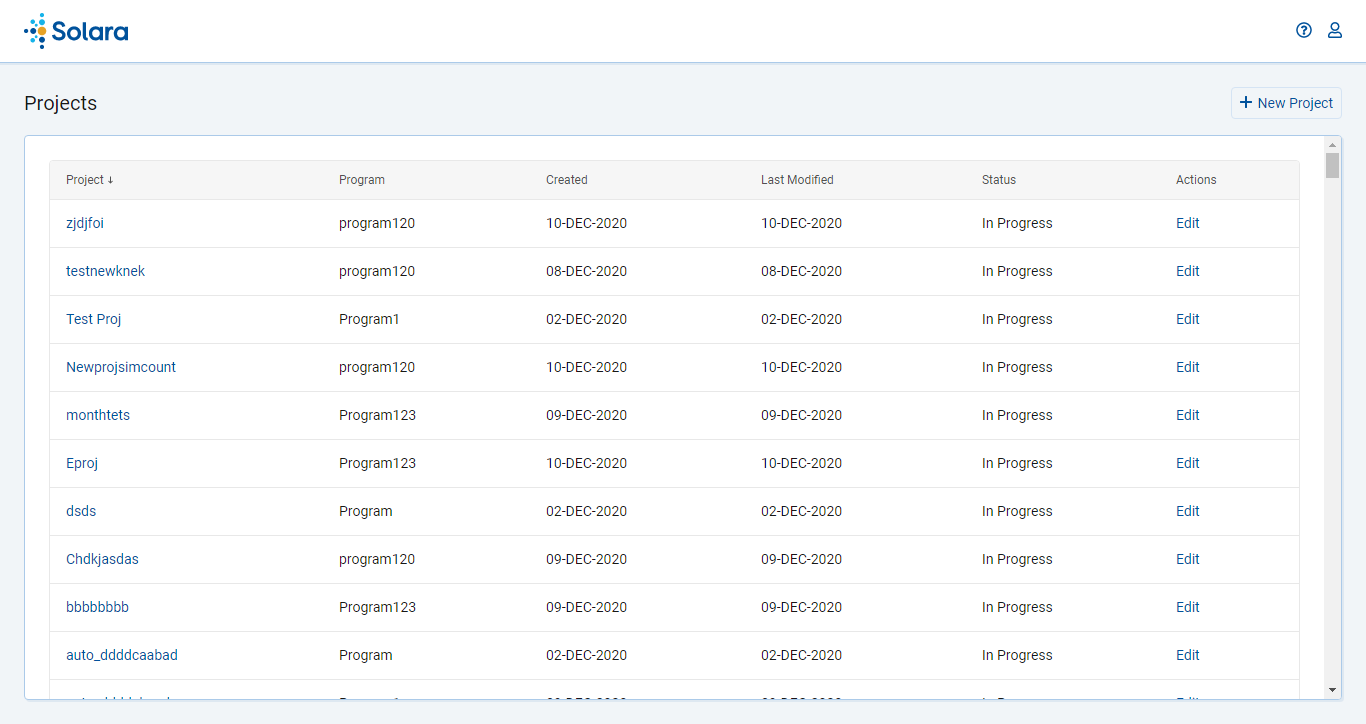 Solara
Projects
New Project
Project ↓ Program Created Last Modified Status Actions
zjdjfoi program120 10-DEC-2020 10-DEC-2020 In Progress Edit
testnewknek program120 08-DEC-2020 08-DEC-2020 In Progress Edit
Test Proj Program1 02-DEC-2020 02-DEC-2020 In Progress Edit
Newprojsimcount program120 10-DEC-2020 10-DEC-2020 In Progress Edit
monthtets Program123 09-DEC-2020 09-DEC-2020 In Progress Edit
Eproj Program123 10-DEC-2020 10-DEC-2020 In Progress Edit
dsds Program 02-DEC-2020 02-DEC-2020 In Progress Edit
Chdkjasdas program120 09-DEC-2020 09-DEC-2020 In Progress Edit
bbbbbbbb Program123 09-DEC-2020 09-DEC-2020 In Progress Edit
auto_ddddcaabad Program 02-DEC-2020 02-DEC-2020 In Progress Edit